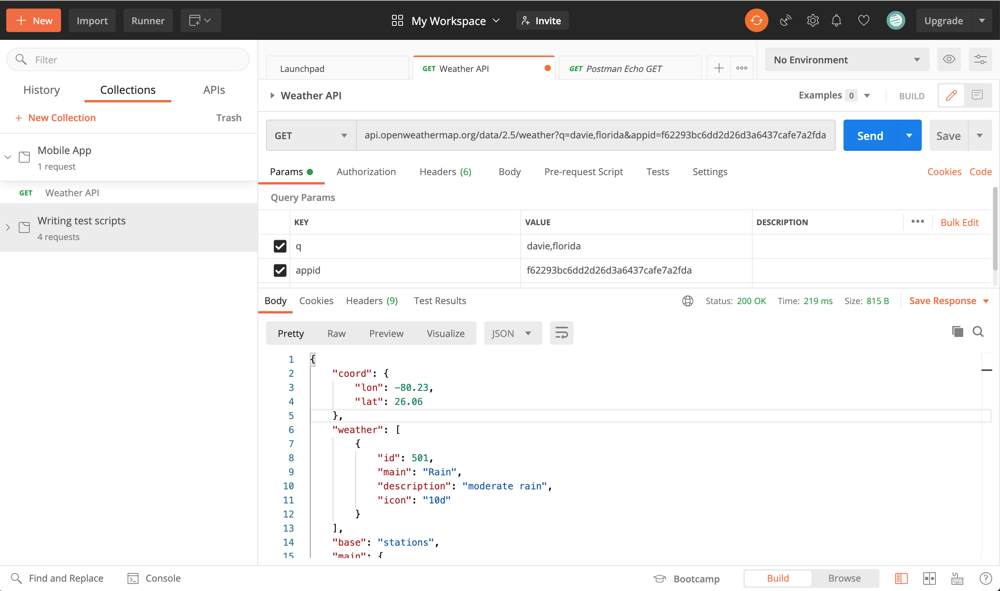 New
Import
Runner
My Workspace
Invite
Upgrade
Filter
History
Collections
APIs
New Collection
Trash
Mobile App
1 request
GET Weather API
Writing test scripts
4 requests
Launchpad
GET Weather API
GET Postman Echo GET
No Environment
Weather API
Examples 0
BUILD
GET
api.openweathermap.org/data/2.5/weather?q=davie,florida&appid=f62293bc6dd2d26d3a6437cafe7a2fda
Send
Save
Params
Authorization
Headers (6)
Body
Pre-request Script
Tests
Settings
Cookies
Code
Query Params
KEY VALUE DESCRIPTION
Bulk Edit
q davie,florida
appid f62293bc6dd2d26d3a6437cafe7a2fda
Body
Cookies
Headers (9)
Test Results
Status: 200 OK
Time: 219 ms
Size: 815 B
Save Response
Pretty
Raw
Preview
Visualize
JSON
1 {
2 "coord": {
3 "lon": -80.23,
4 "lat": 26.06
5 },
6 "weather": [
7 {
8 "id": 501,
9 "main": "Rain",
10 "description": "moderate rain",
11 "icon": "10d"
12 }
13 ],
14 "base": "stations",
15 "main": {
Find and Replace
Console
Bootcamp
Build
Browse